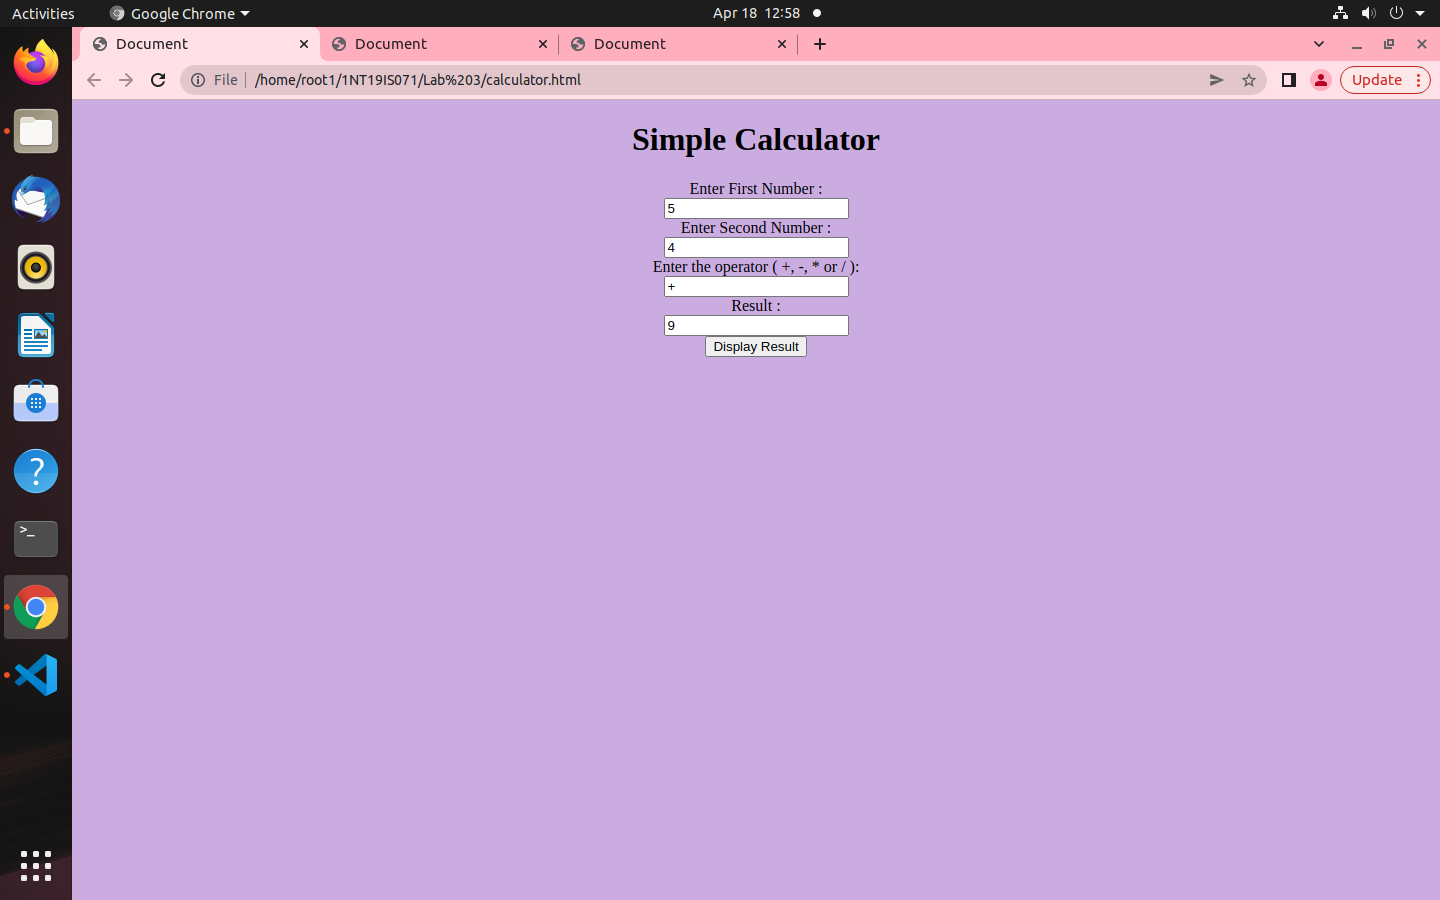 Activities Google Chrome Apr 18 12:58
Document Document Document
File /home/root1/1NT19IS071/Lab%203/calculator.html Update
Simple Calculator
Enter First Number :
5
Enter Second Number :
4
Enter the operator ( +, -, * or / ):
+
Result :
9
Display Result
?
>_